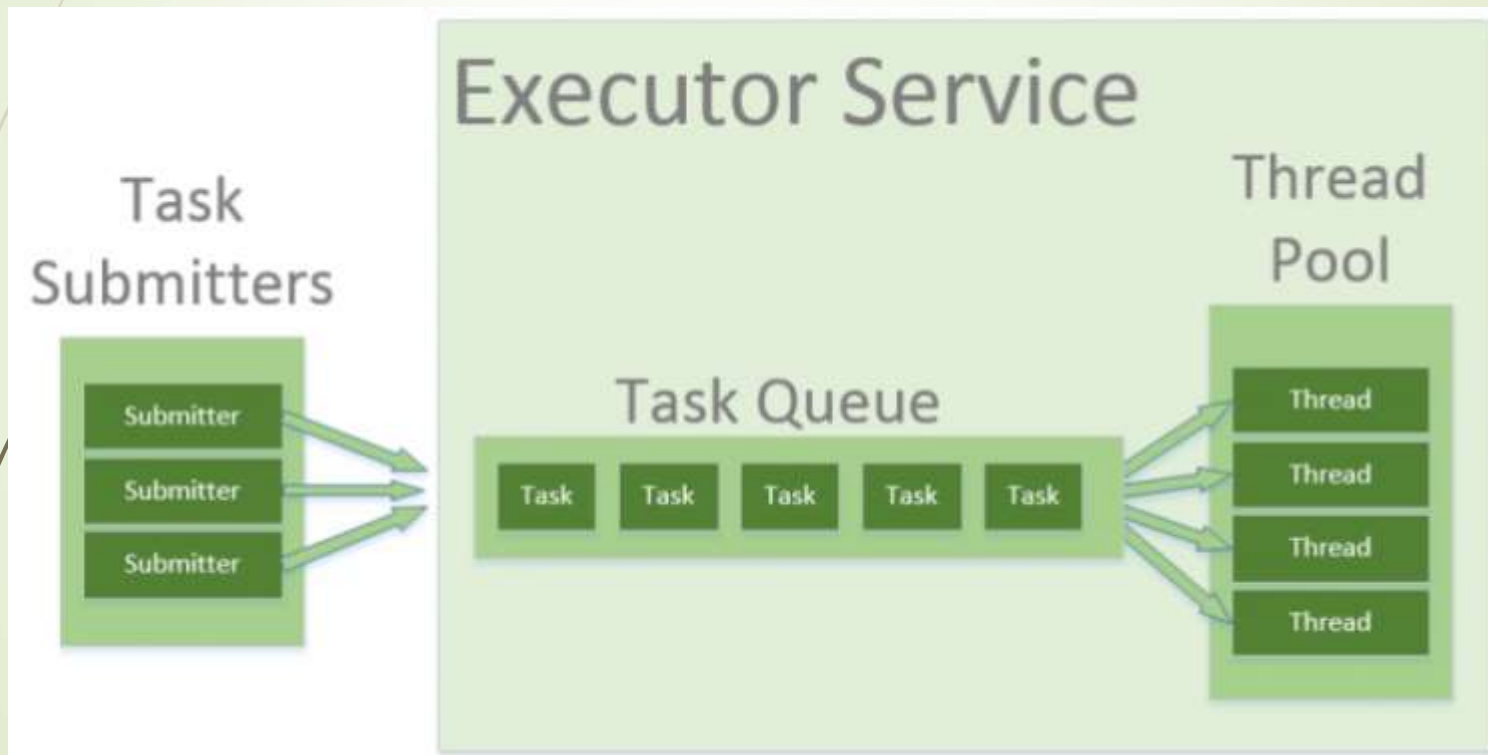 Executor Service
Task
Submitters
Submitter
Submitter
Submitter
Task Queue
Task Task Task Task Task
Thread
Pool
Thread
Thread
Thread
Thread